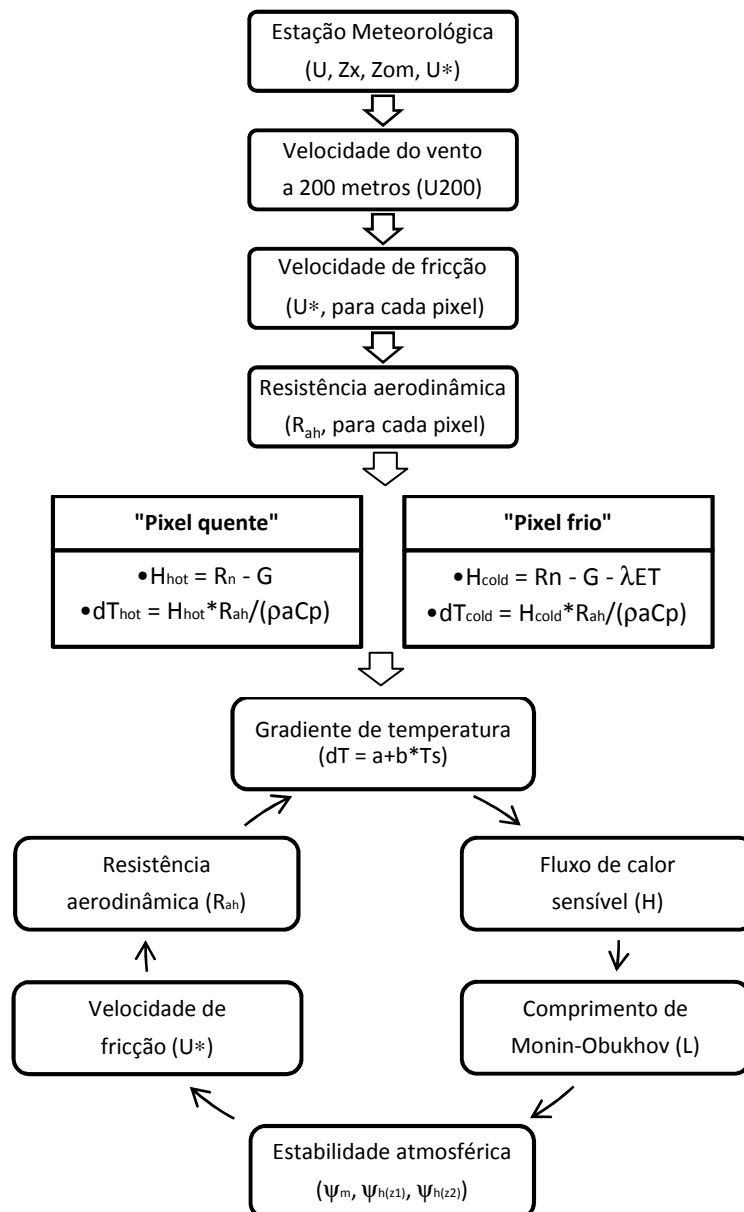 Estação Meteorológica
(U, Zx, Zom, U*)
Velocidade do vento
a 200 metros (U200)
Velocidade de fricção
(U*, para cada pixel)
Resistência aerodinâmica
(Rah, para cada pixel)
"Pixel quente"
•Hhot = Rn - G
•dThot = Hhot*Rah/(ρaCp)
"Pixel frio"
•Hcold = Rn - G - λET
•dTcold = Hcold*Rah/(ρaCp)
Gradiente de temperatura
(dT = a+b*Ts)
Fluxo de calor
sensível (H)
Comprimento de
Monin-Obukhov (L)
Estabilidade atmosférica
(Ψm, Ψh(z1), Ψh(z2))
Velocidade de
fricção (U*)
Resistência
aerodinâmica (Rah)